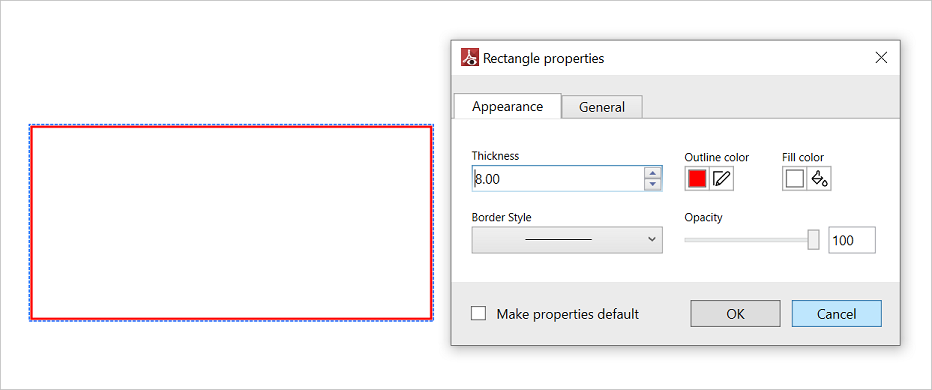 Rectangle properties
Appearance General
Thickness Outline color Fill color
8.00
Border Style Opacity
100
Make properties default OK Cancel